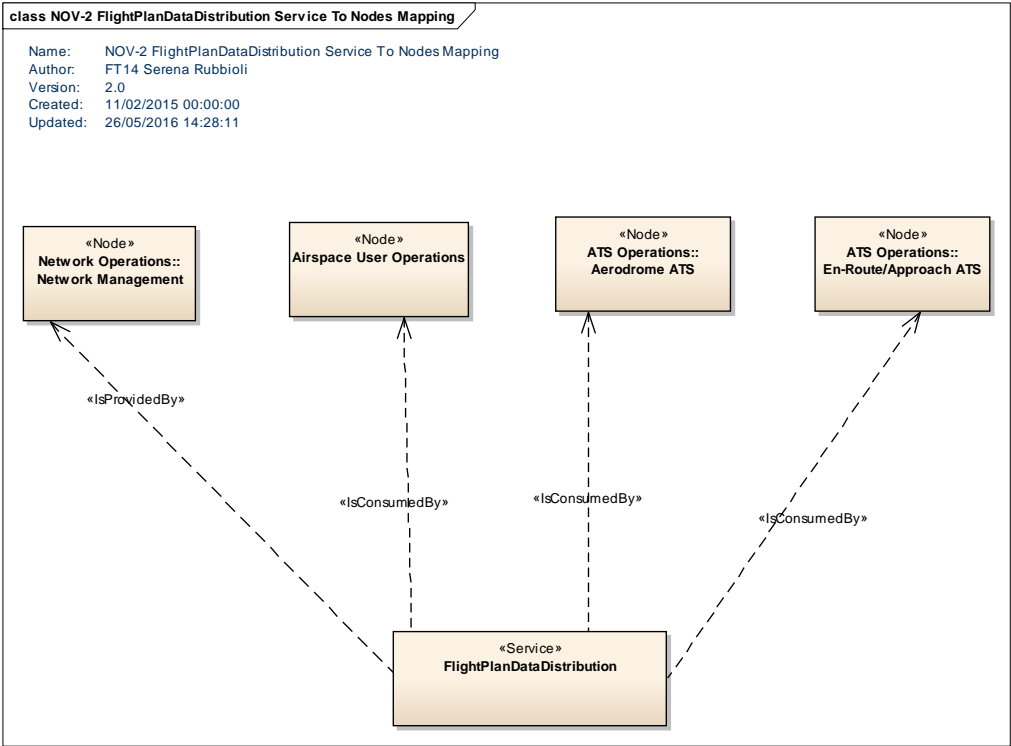 class NOV-2 FlightPlanDataDistribution Service To Nodes Mapping
Name: NOV-2 FlightPlanDataDistribution Service To Nodes Mapping
Author: FT14 Serena Rubbioli
Version: 2.0
Created: 11/02/2015 00:00:00
Updated: 26/05/2016 14:28:11
«Node»
Network Operations::
Network Management
«Node»
Airspace User Operations
«Node»
ATS Operations::
Aerodrome ATS
«Node»
ATS Operations::
En-Route/Approach ATS
«IsProvidedBy»
«IsConsumedBy»
«IsConsumedBy»
«IsConsumedBy»
«Service»
FlightPlanDataDistribution